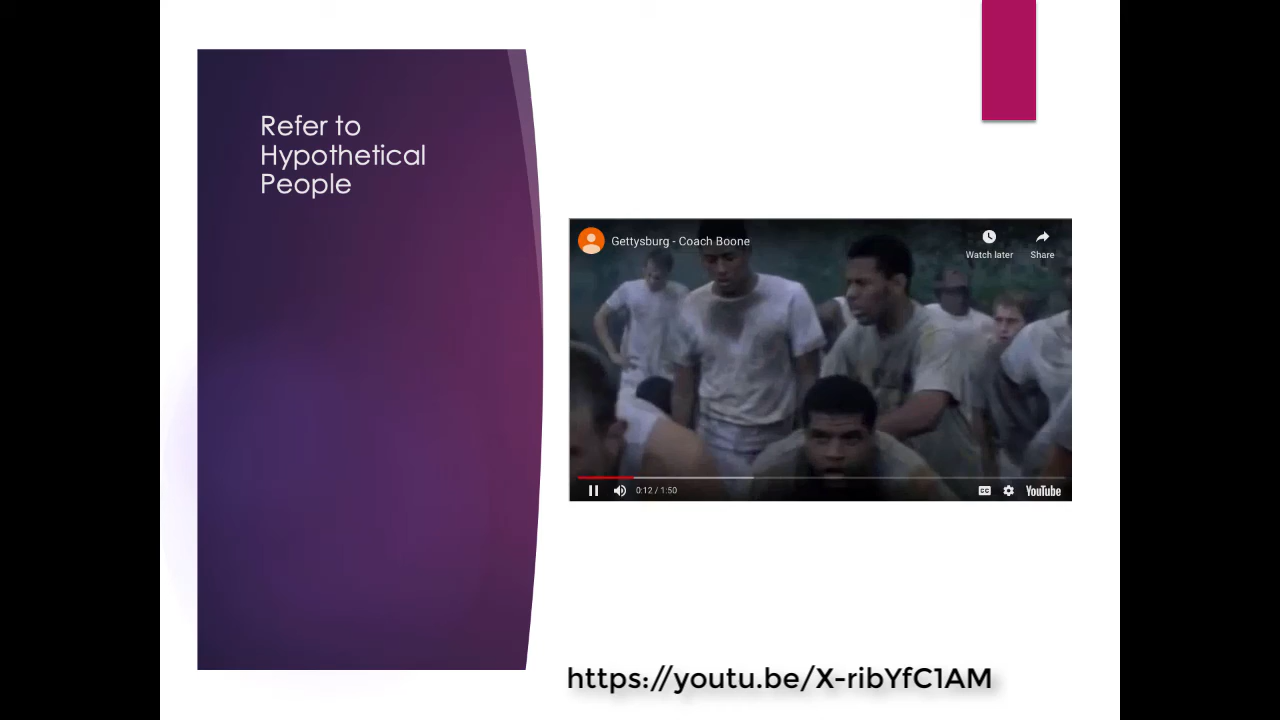 Refer to
Hypothetical
People
Gettysburg - Coach Boone
Watch later
Share
0:12 / 1:50
CC
YouTube
https://youtu.be/X-ribYfC1AM